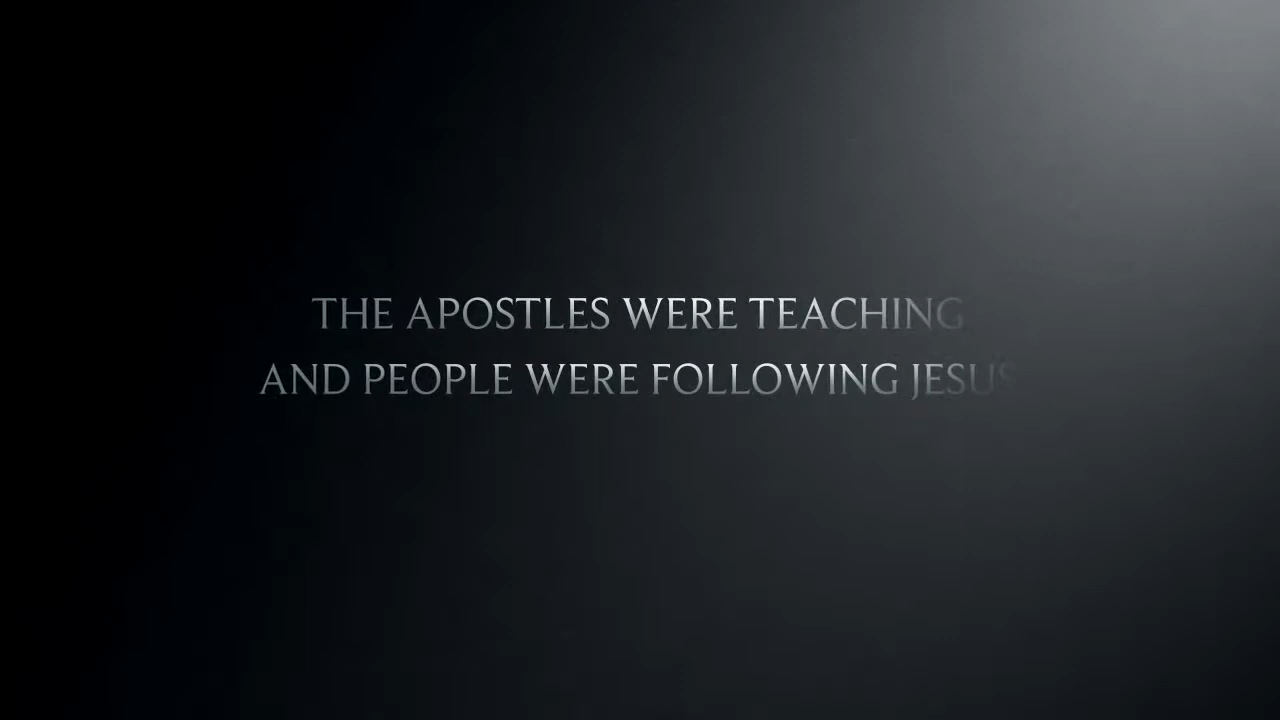 THE APOSTLES WERE TEACHING
AND PEOPLE WERE FOLLOWING JESUS